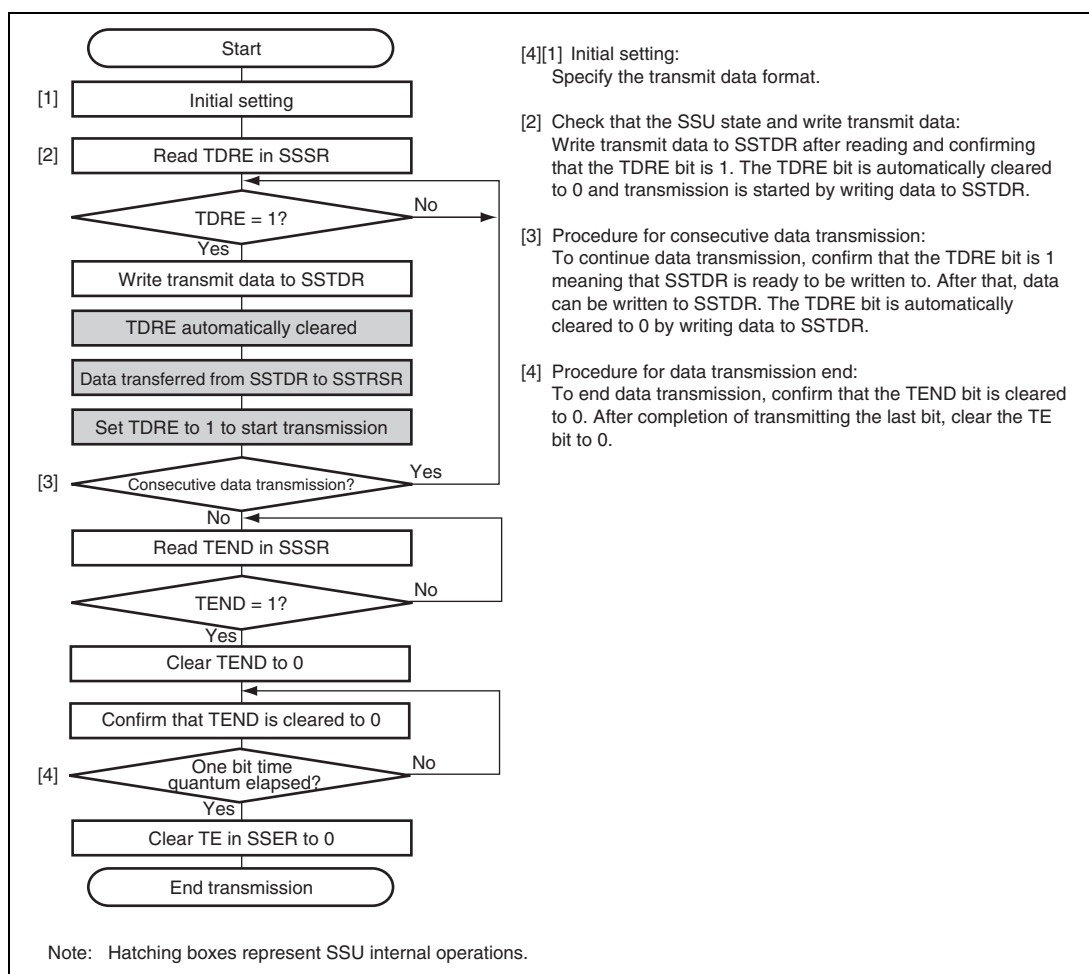 Start
[1] Initial setting
[2] Read TDRE in SSSR
TDRE = 1?
No
Yes
Write transmit data to SSTDR
TDRE automatically cleared
Data transferred from SSTDR to SSTRSR
Set TDRE to 1 to start transmission
[3] Consecutive data transmission?
Yes
No
Read TEND in SSSR
TEND = 1?
No
Yes
Clear TEND to 0
Confirm that TEND is cleared to 0
[4] One bit time
quantum elapsed?
No
Yes
Clear TE in SSER to 0
End transmission
[4][1] Initial setting:
Specify the transmit data format.
[2] Check that the SSU state and write transmit data:
Write transmit data to SSTDR after reading and confirming
that the TDRE bit is 1. The TDRE bit is automatically cleared
to 0 and transmission is started by writing data to SSTDR.
[3] Procedure for consecutive data transmission:
To continue data transmission, confirm that the TDRE bit is 1
meaning that SSTDR is ready to be written to. After that, data
can be written to SSTDR. The TDRE bit is automatically
cleared to 0 by writing data to SSTDR.
[4] Procedure for data transmission end:
To end data transmission, confirm that the TEND bit is cleared
to 0. After completion of transmitting the last bit, clear the TE
bit to 0.
Note: Hatching boxes represent SSU internal operations.